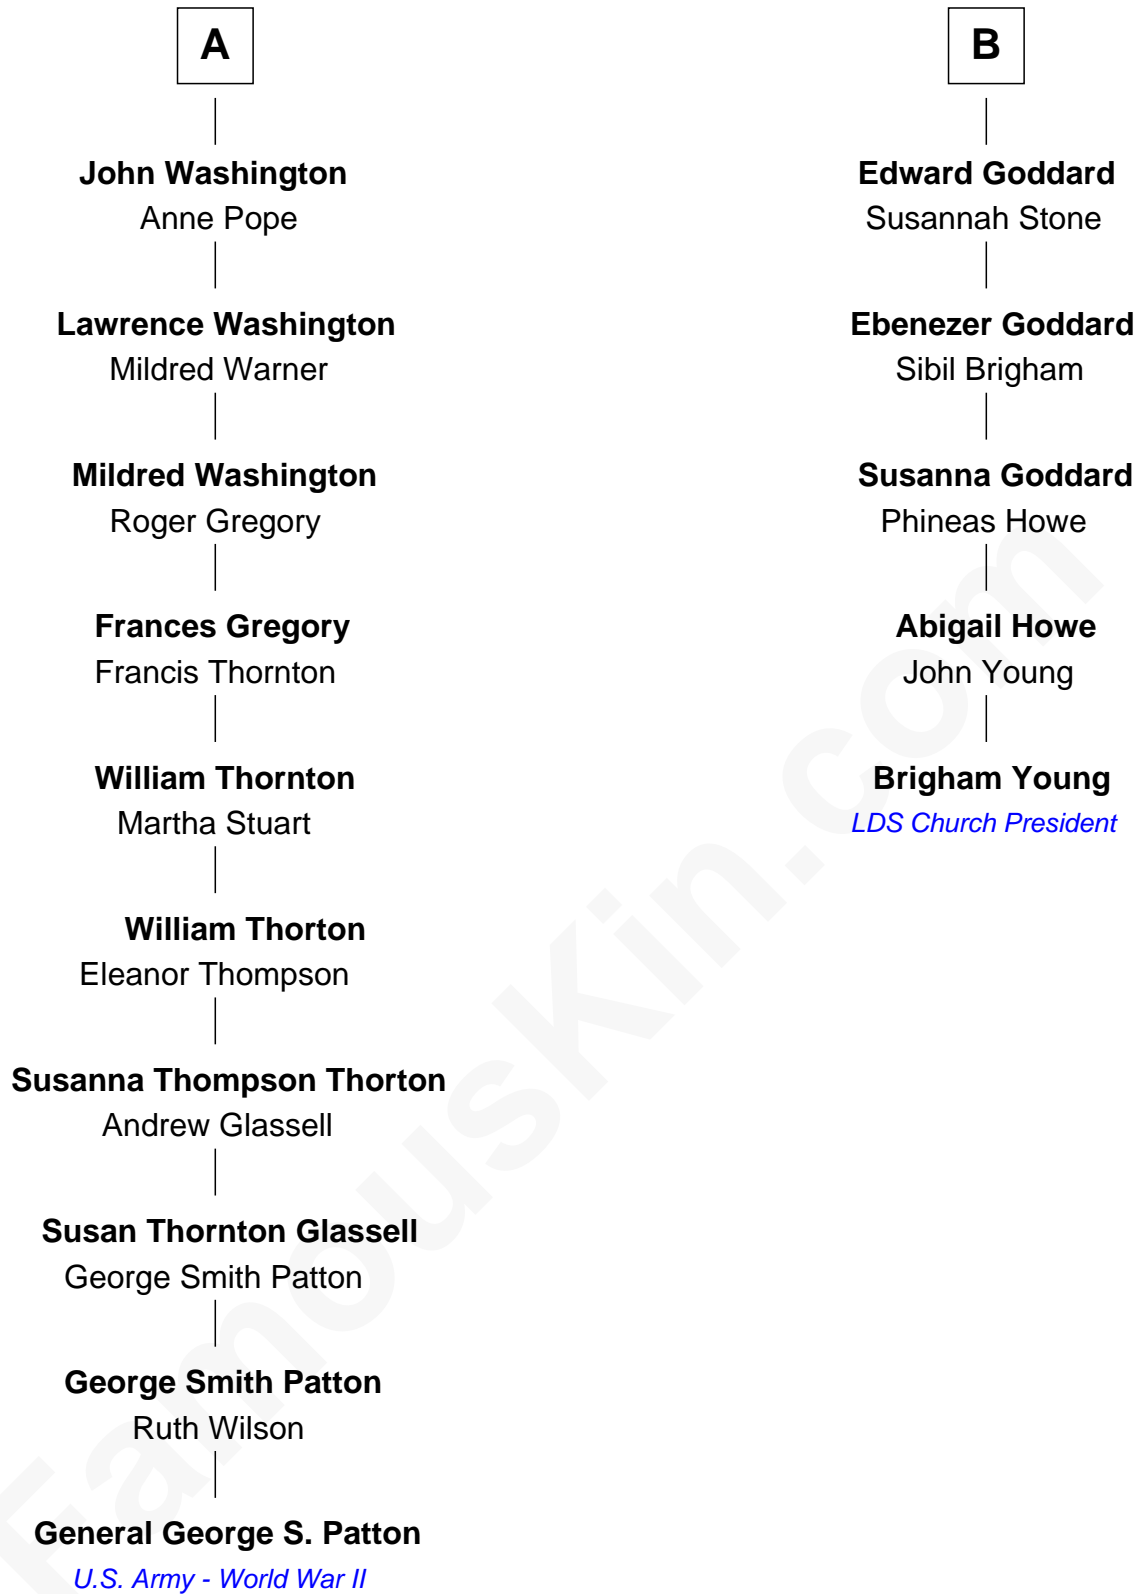 A
John Washington
Anne Pope
Lawrence Washington
Mildred Warner
Mildred Washington
Roger Gregory
Frances Gregory
Francis Thornton
William Thornton
Martha Stuart
William Thorton
Eleanor Thompson
Susanna Thompson Thorton
Andrew Glassell
Susan Thornton Glassell
George Smith Patton
George Smith Patton
Ruth Wilson
General George S. Patton
U.S. Army - World War II
B
Edward Goddard
Susannah Stone
Ebenezer Goddard
Sibil Brigham
Susanna Goddard
Phineas Howe
Abigail Howe
John Young
Brigham Young
LDS Church President
FamousKin.com